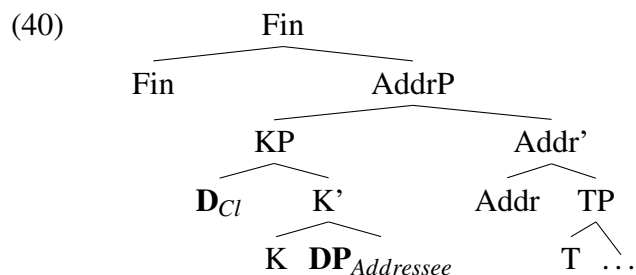 (40) Fin
Fin AddrP
KP Addr’
D_Cl K’ Addr TP
K DP_Addressee T ...